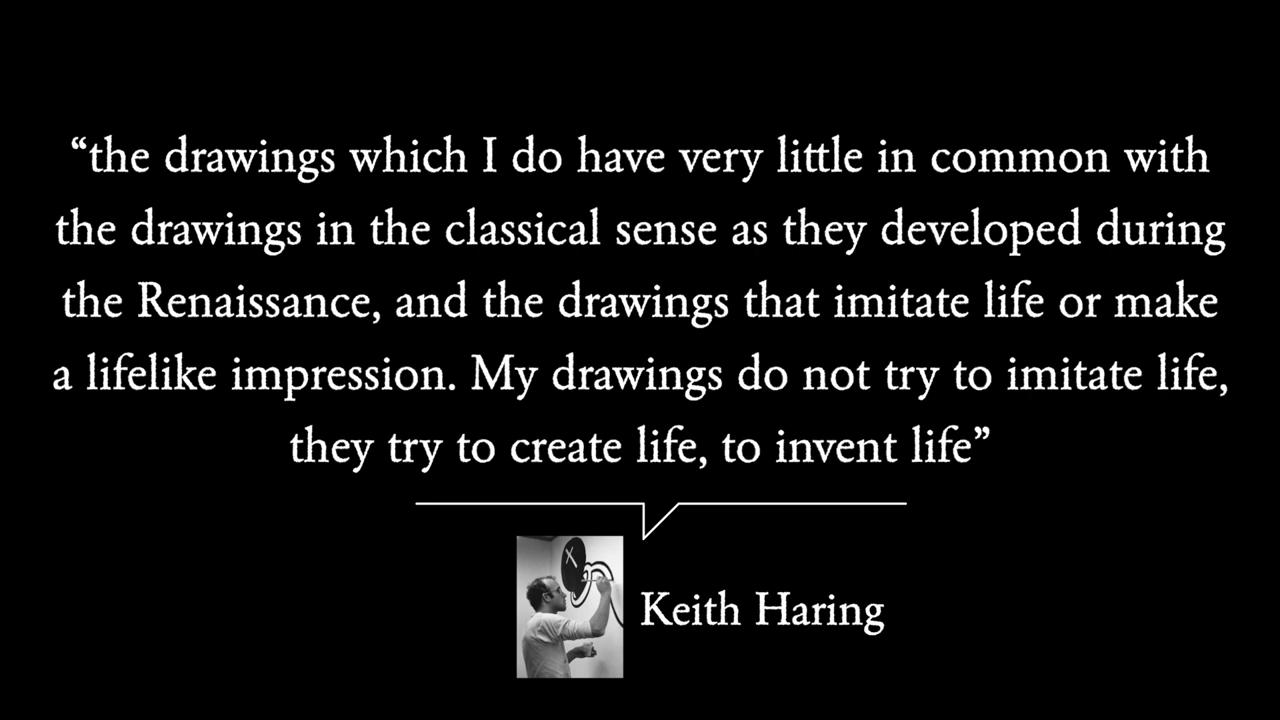 “the drawings which I do have very little in common with
the drawings in the classical sense as they developed during
the Renaissance, and the drawings that imitate life or make
a lifelike impression. My drawings do not try to imitate life,
they try to create life, to invent life”
Keith Haring